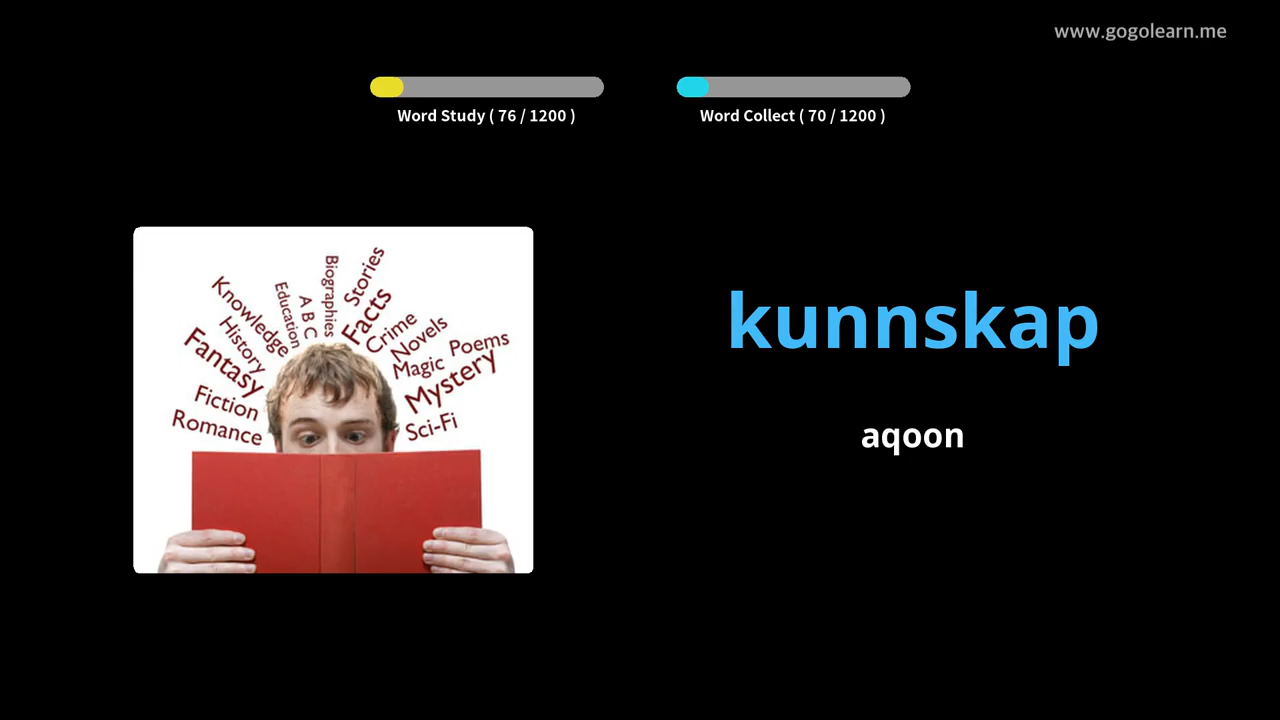 www.gogolearn.me
Word Study ( 76 / 1200 )
Word Collect ( 70 / 1200 )
Biographies
Stories
Education
A B C
Facts
Knowledge
Crime
History
Novels
Fantasy
Magic
Poems
Mystery
Fiction
Romance
Sci-Fi
kunnskap
aqoon